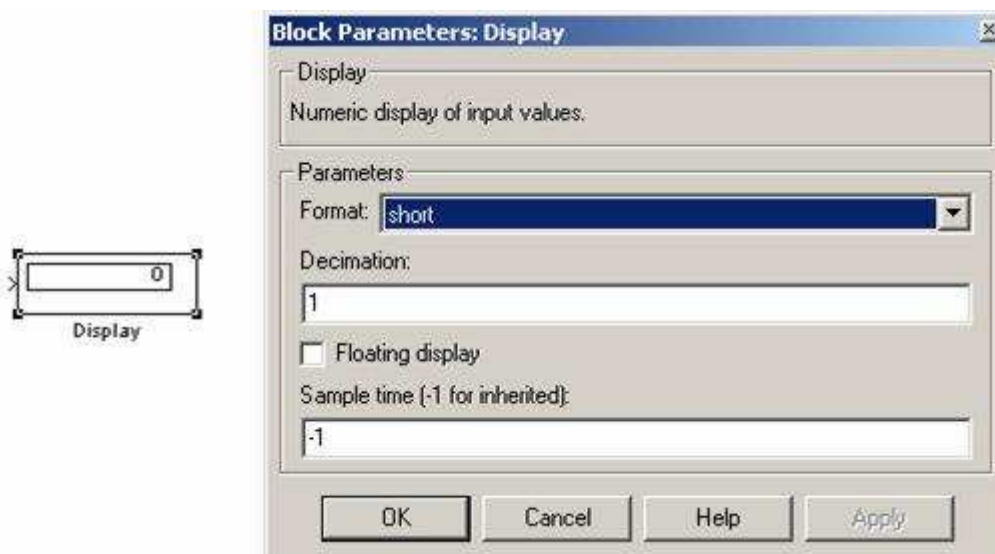 Block Parameters: Display
Display
Numeric display of input values.
Parameters
Format: short
Decimation:
1
Floating display
Sample time (-1 for inherited):
-1
OK Cancel Help Apply
0
Display